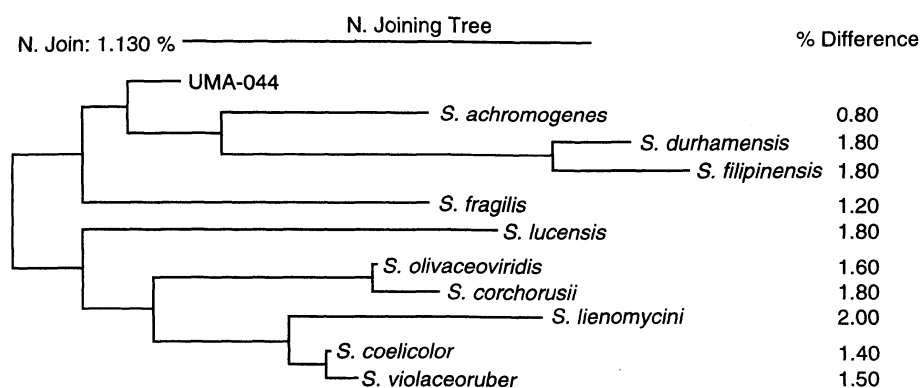 N. Joining Tree
N. Join: 1.130 %
% Difference
UMA-044
S. achromogenes 0.80
S. durhamensis 1.80
S. filipinensis 1.80
S. fragilis 1.20
S. lucensis 1.80
S. olivaceoviridis 1.60
S. corchorusii 1.80
S. lienomycini 2.00
S. coelicolor 1.40
S. violaceoruber 1.50